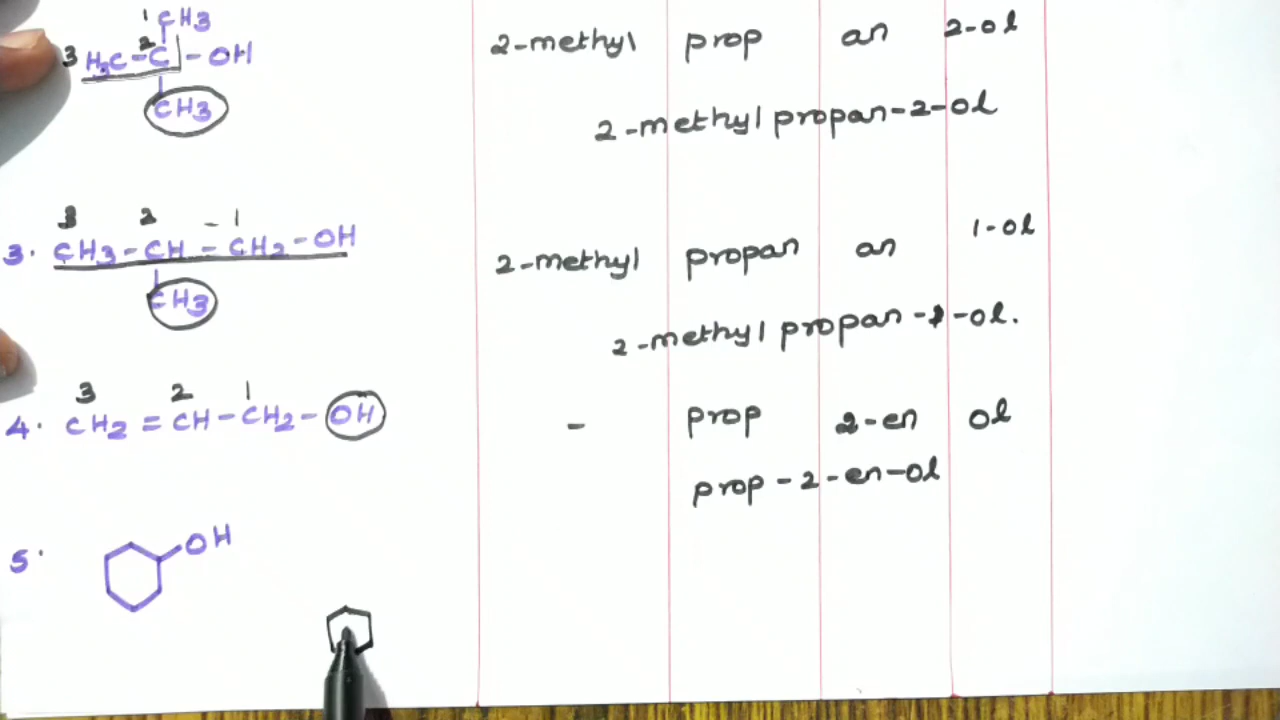 1 CH3
3 H3C - C - OH 2-methyl prop an 2-ol
2
CH3 2-methyl propan-2-ol
3 2 - 1
3. CH3 - CH - CH2 - OH 2-methyl propan an 1-ol
CH3 2-methyl propan -1-ol.
3 2 1
4. CH2 = CH - CH2 - OH - prop 2-en ol
prop - 2 - en - ol
5. OH